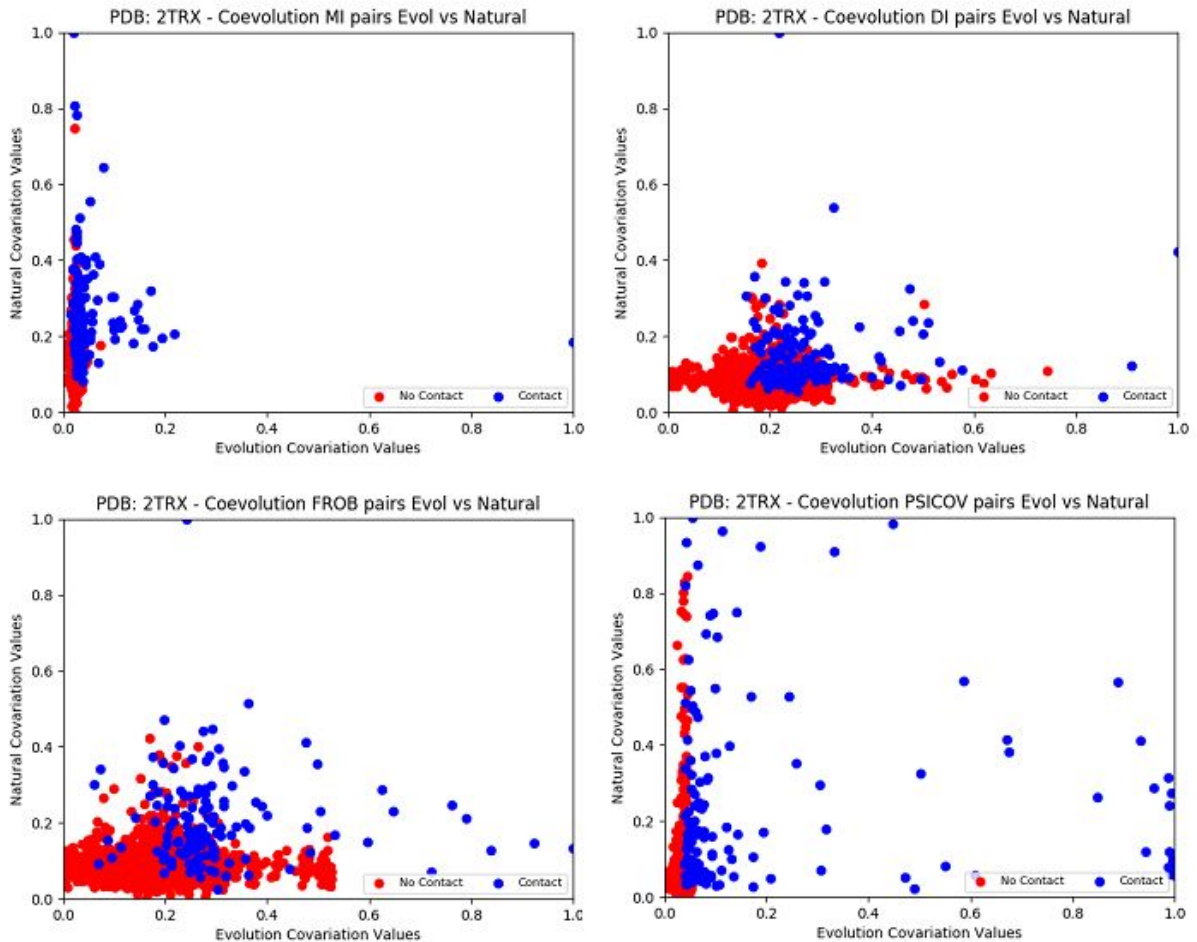 PDB: 2TRX - Coevolution MI pairs Evol vs Natural
1.0
0.8
0.6
0.4
0.2
0.0
Natural Covariation Values
No Contact Contact
0.0 0.2 0.4 0.6 0.8 1.0
Evolution Covariation Values
PDB: 2TRX - Coevolution DI pairs Evol vs Natural
1.0
0.8
0.6
0.4
0.2
0.0
Natural Covariation Values
No Contact Contact
0.0 0.2 0.4 0.6 0.8 1.0
Evolution Covariation Values
PDB: 2TRX - Coevolution FROB pairs Evol vs Natural
1.0
0.8
0.6
0.4
0.2
0.0
Natural Covariation Values
No Contact Contact
0.0 0.2 0.4 0.6 0.8 1.0
Evolution Covariation Values
PDB: 2TRX - Coevolution PSICOV pairs Evol vs Natural
1.0
0.8
0.6
0.4
0.2
0.0
Natural Covariation Values
No Contact Contact
0.0 0.2 0.4 0.6 0.8 1.0
Evolution Covariation Values